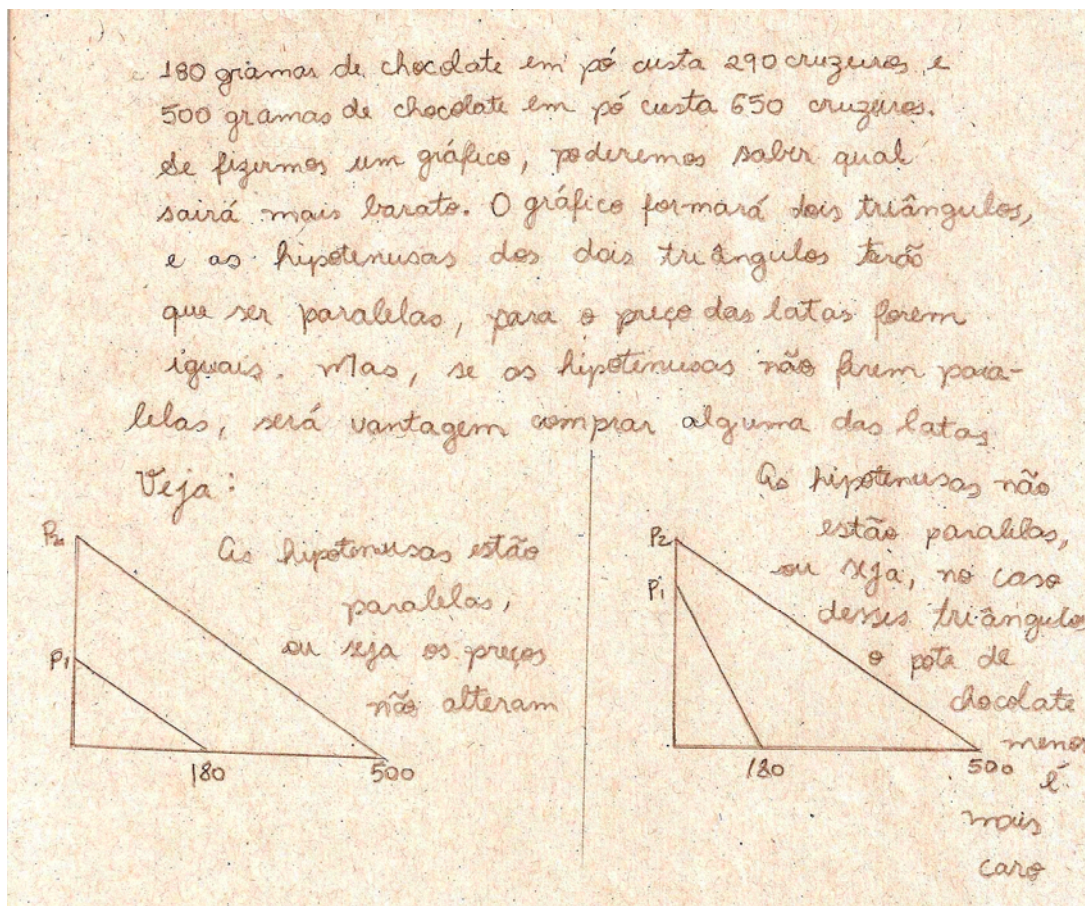 180 gramas de chocolate em pó custa 290 cruzeiros e
500 gramas de chocolate em pó custa 650 cruzeiros.
Se fizermos um gráfico, poderemos saber qual
sairá mais barato. O gráfico formará dois triângulos,
e as hipotenusas dos dois triângulos terão
que ser paralelas, para o preço das latas forem
iguais. Mas, se as hipotenusas não forem para-
lelas, será vantagem comprar alguma das latas
Veja:
P2
P1
180
500
As hipotenusas estão
paralelas,
ou seja os preços
não alteram
As hipotenusas não
estão paralelas,
ou seja, no caso
desses triângulos
o pote de
chocolate
menor
é
mais
caro
P2
P1
180
500